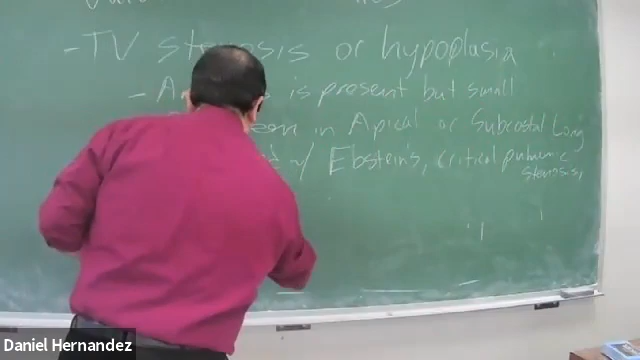 - TV stenosis or hypoplasia
- is present but small
in Apical or Subcostal Long
w/ Ebstein's, critical pulmonic
stenosis,
Daniel Hernandez